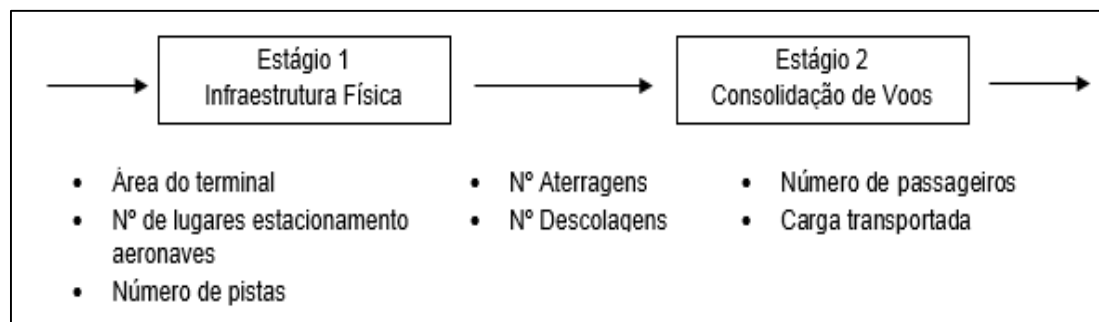 Estágio 1
Infraestrutura Física
Estágio 2
Consolidação de Voos
• Área do terminal
• Nº de lugares estacionamento
aeronaves
• Número de pistas
• Nº Aterragens
• Nº Descolagens
• Número de passageiros
• Carga transportada